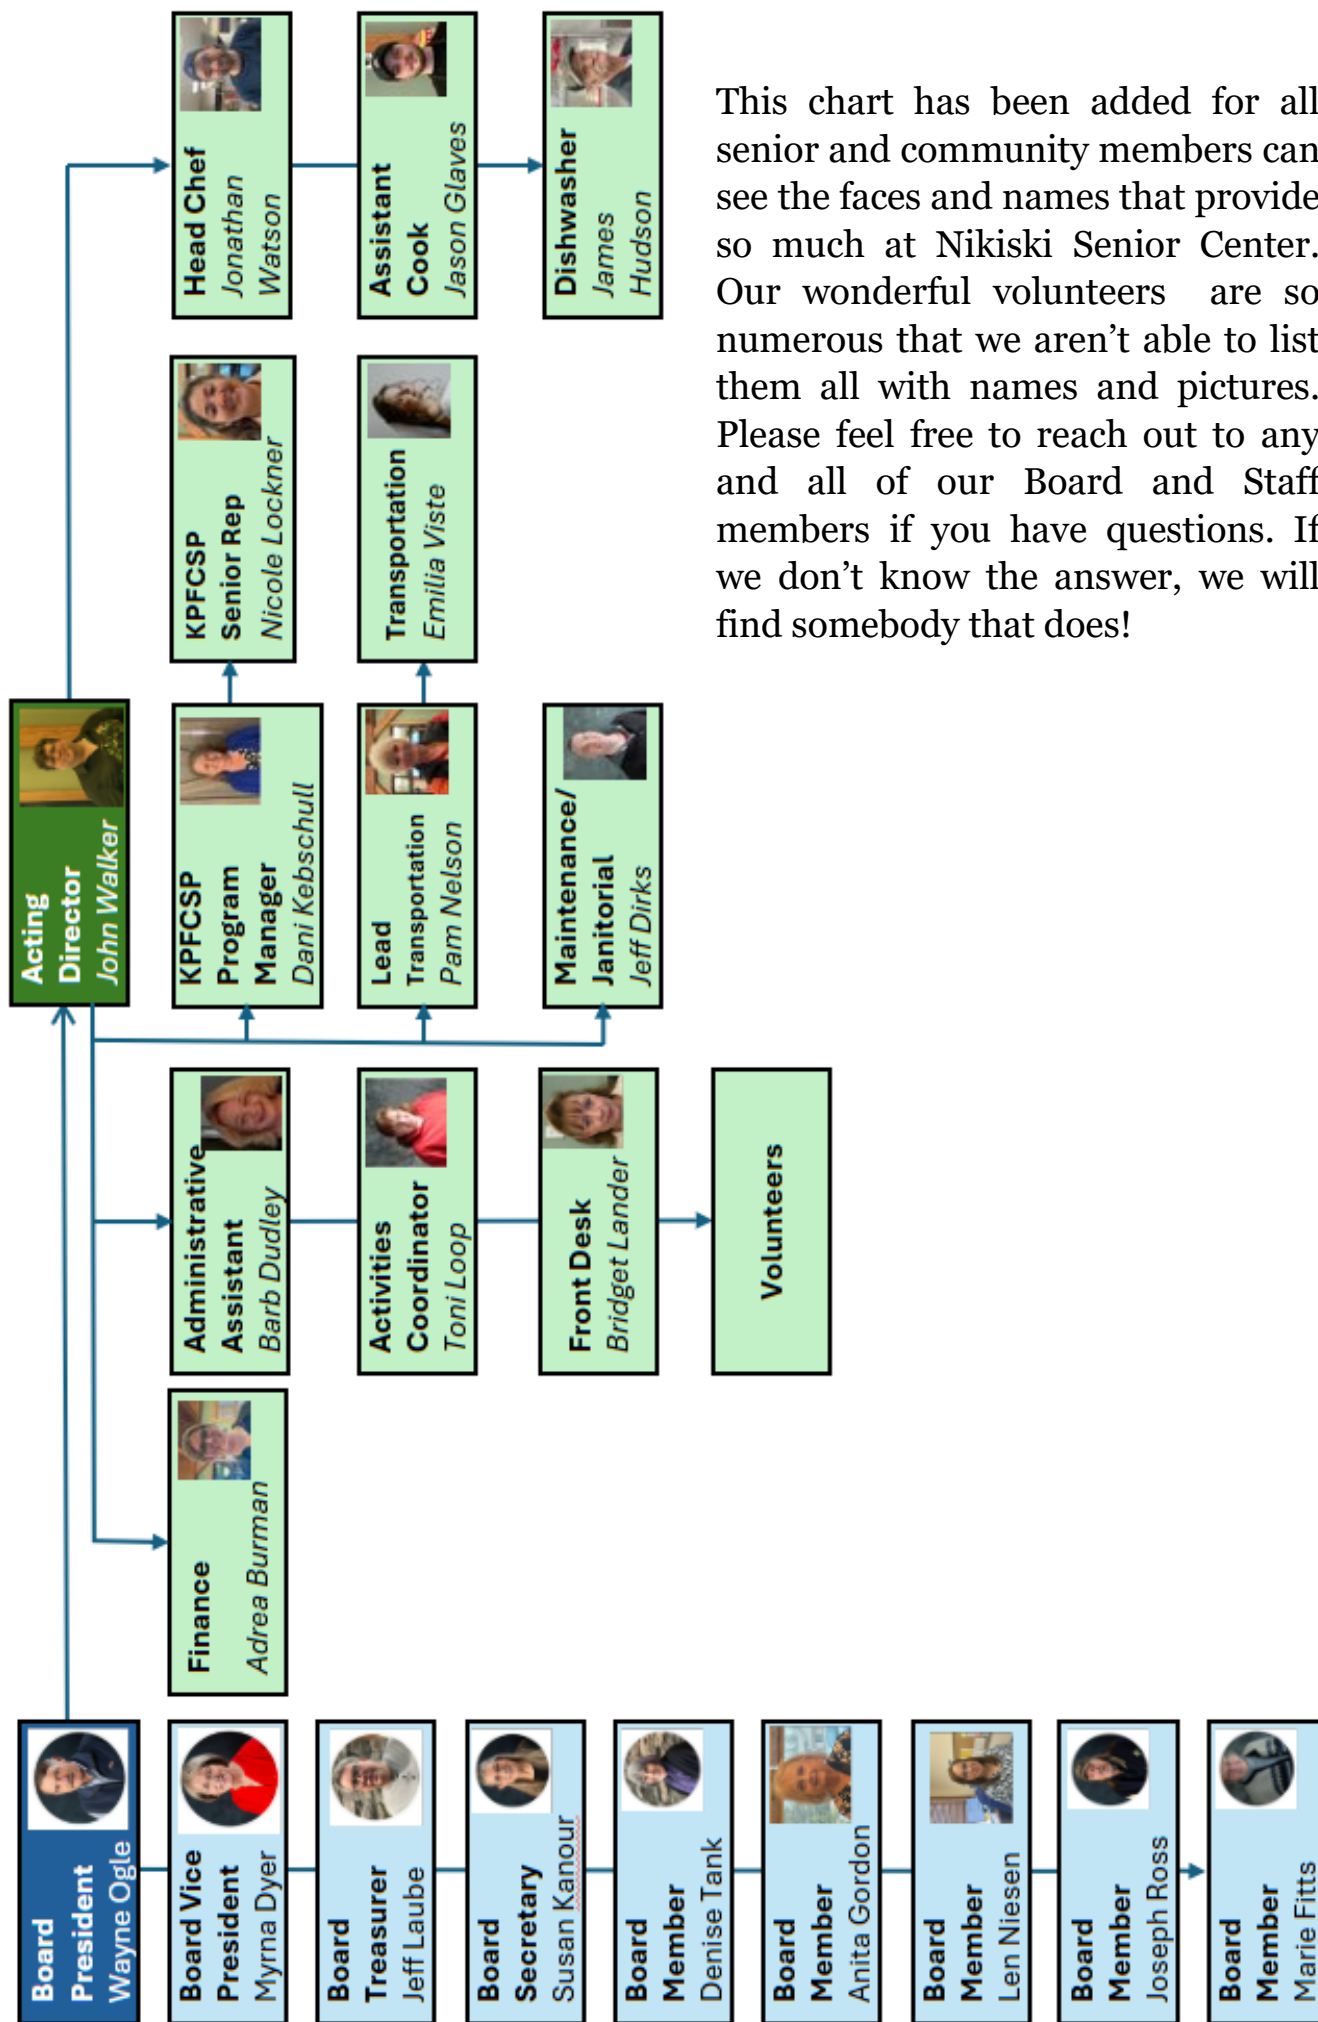 Board
President
Wayne Ogle
Board Vice
President
Myrna Dyer
Board
Treasurer
Jeff Laube
Board
Secretary
Susan Kanour
Board
Member
Denise Tank
Board
Member
Anita Gordon
Board
Member
Len Niesen
Board
Member
Joseph Ross
Board
Member
Marie Fitts
Acting
Director
John Walker
Finance
Adrea Burman
Administrative
Assistant
Barb Dudley
Activities
Coordinator
Toni Loop
Front Desk
Bridget Lander
Volunteers
KPFCSP
Program
Manager
Dani Kebschull
Lead
Transportation
Pam Nelson
Maintenance/
Janitorial
Jeff Dirks
KPFCSP
Senior Rep
Nicole Lockner
Transportation
Emilia Viste
Head Chef
Jonathan
Watson
Assistant
Cook
Jason Glaves
Dishwasher
James
Hudson
This chart has been added for all
senior and community members can
see the faces and names that provide
so much at Nikiski Senior Center.
Our wonderful volunteers are so
numerous that we aren’t able to list
them all with names and pictures.
Please feel free to reach out to any
and all of our Board and Staff
members if you have questions. If
we don’t know the answer, we will
find somebody that does!